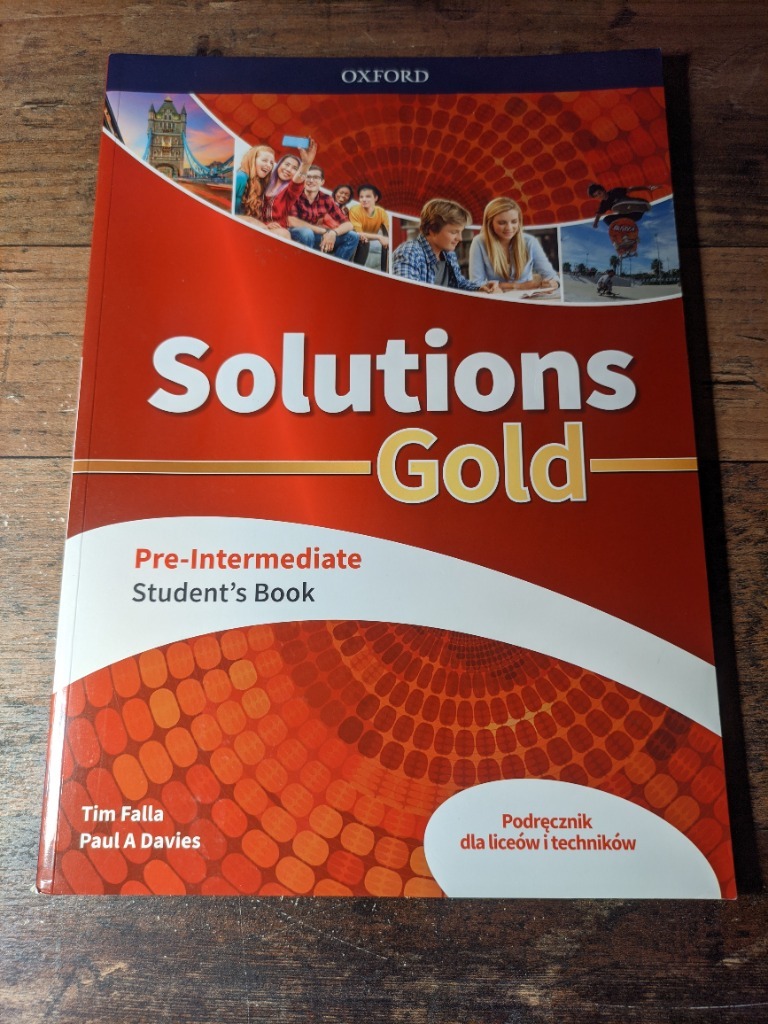 OXFORD
Solutions
Gold
Pre-Intermediate
Student's Book
Tim Falla
Paul A Davies
Podręcznik
dla liceów i techników